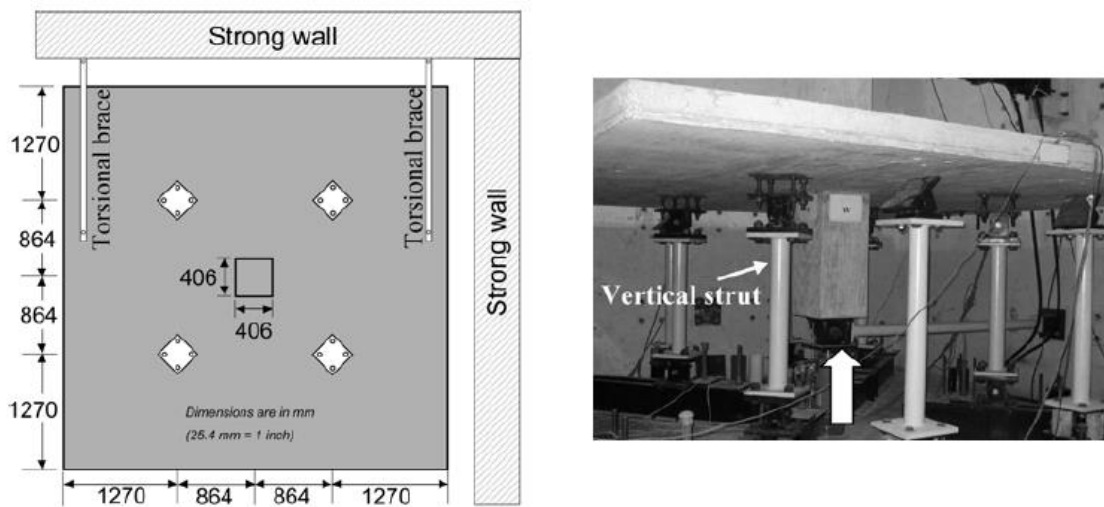 Strong wall
Torsional brace
Torsional brace
Strong wall
1270
864
864
1270
406
406
Dimensions are in mm
(25.4 mm = 1 inch)
1270
864
864
1270
w
Vertical strut